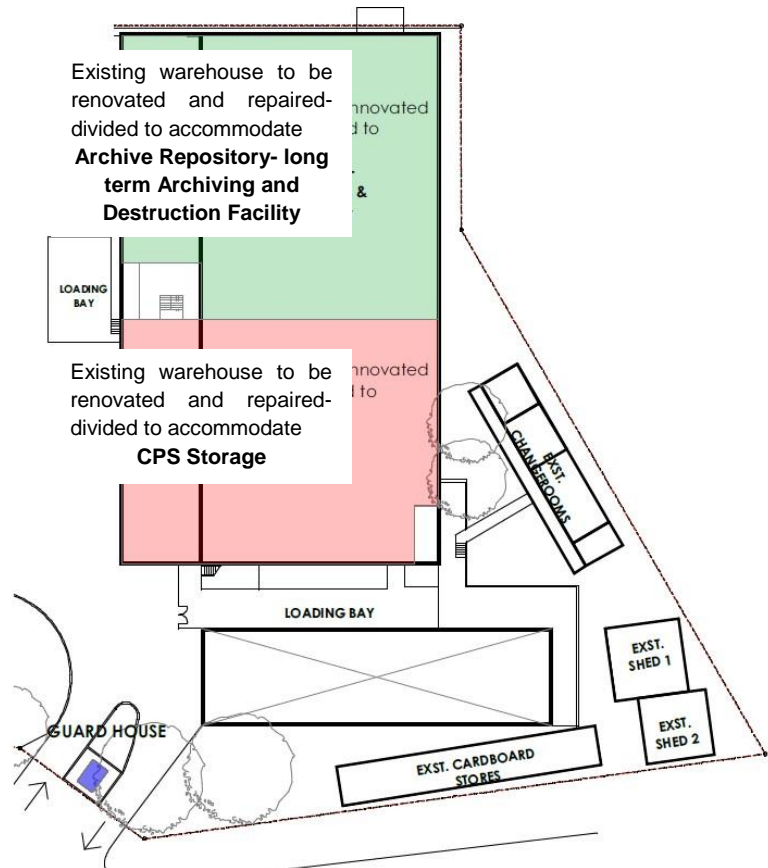 Existing warehouse to be
renovated and repaired-
divided to accommodate
Archive Repository- long
term Archiving and
Destruction Facility
nnovated
d to
&
LOADING
BAY
Existing warehouse to be
renovated and repaired-
divided to accommodate
CPS Storage
nnovated
d to
EXST.
CHANGEROOMS
LOADING BAY
EXST.
SHED 1
EXST.
SHED 2
GUARD HOUSE
EXST. CARDBOARD
STORES